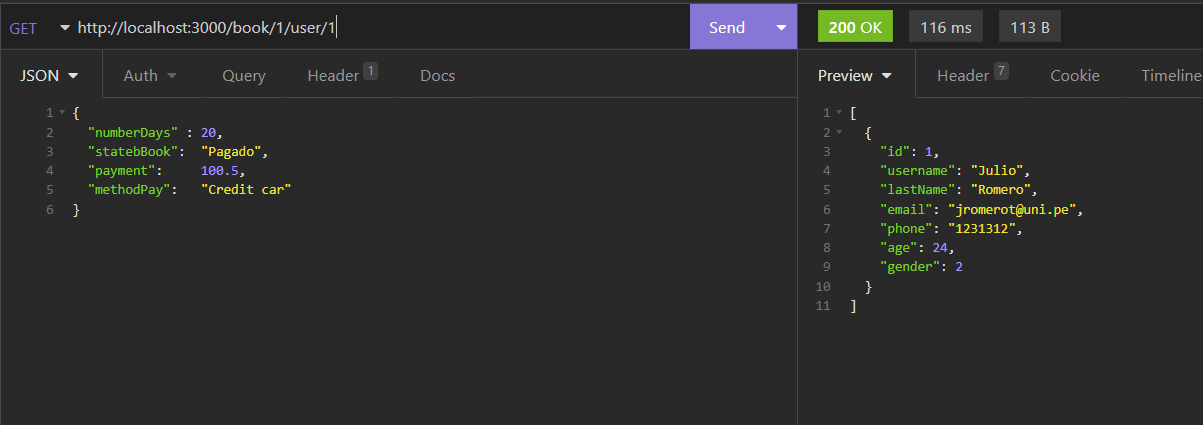 GET http://localhost:3000/book/1/user/1 Send 200 OK 116 ms 113 B
JSON Auth Query Header 1 Docs
Preview Header 7 Cookie Timeline
1 {
2 "numberDays" : 20,
3 "statebBook": "Pagado",
4 "payment": 100.5,
5 "methodPay": "Credit car"
6 }
1 [
2 {
3 "id": 1,
4 "username": "Julio",
5 "lastName": "Romero",
6 "email": "jromerot@uni.pe",
7 "phone": "1231312",
8 "age": 24,
9 "gender": 2
10 }
11 ]